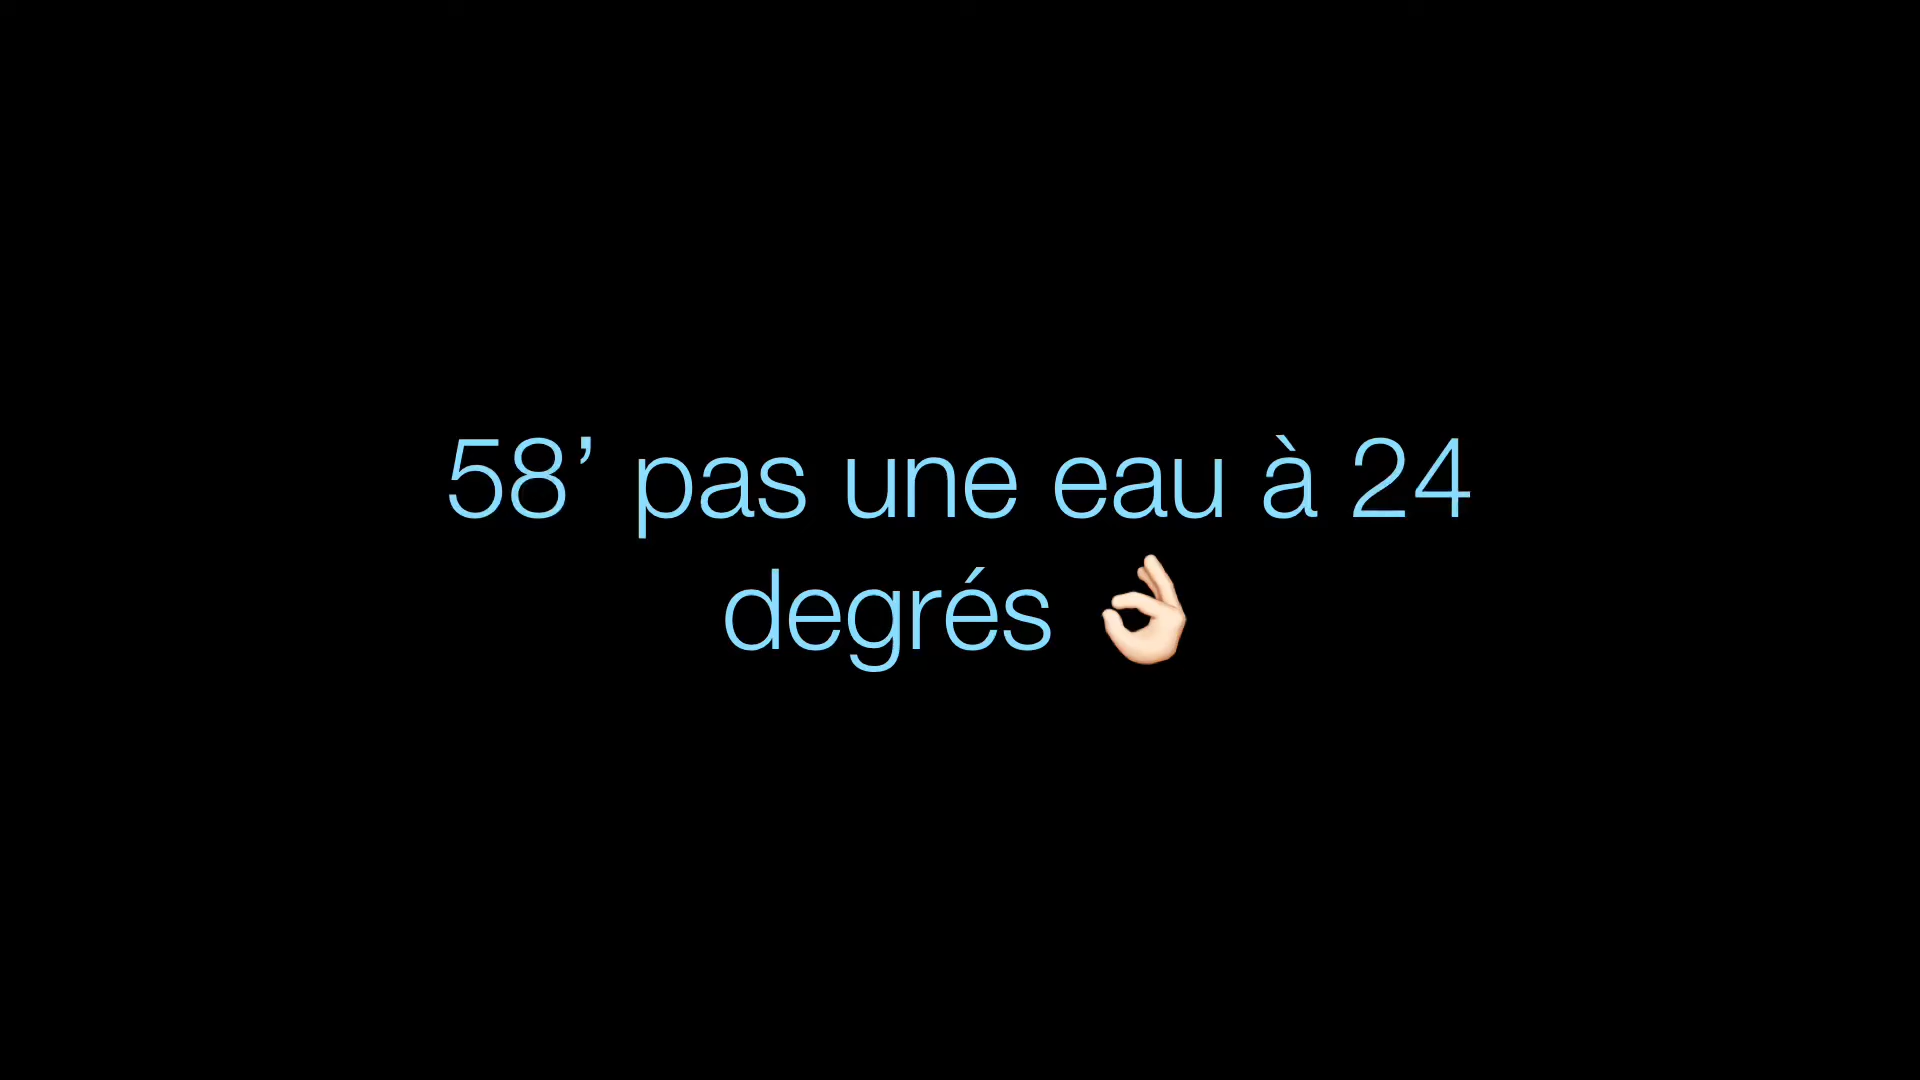 58’ pas une eau à 24
degrés 👌🏻